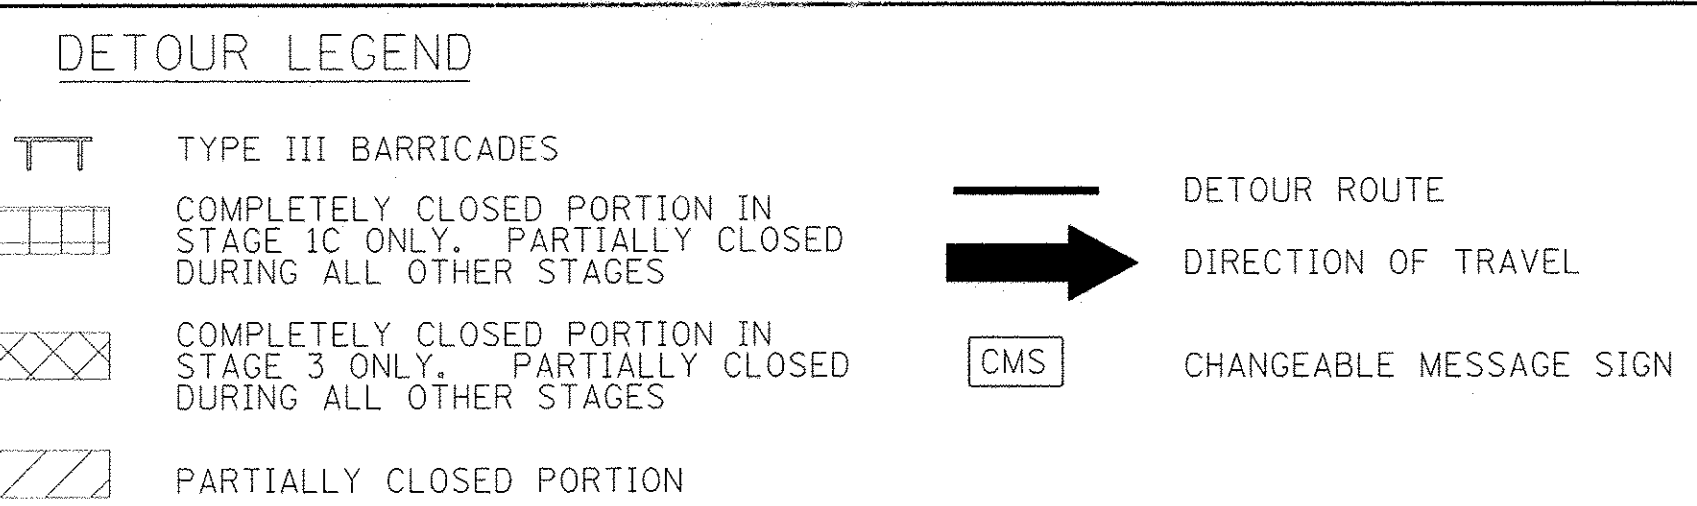 DETOUR LEGEND
TYPE III BARRICADES
COMPLETELY CLOSED PORTION IN
STAGE 1C ONLY. PARTIALLY CLOSED
DURING ALL OTHER STAGES
COMPLETELY CLOSED PORTION IN
STAGE 3 ONLY. PARTIALLY CLOSED
DURING ALL OTHER STAGES
PARTIALLY CLOSED PORTION
DETOUR ROUTE
DIRECTION OF TRAVEL
CMS CHANGEABLE MESSAGE SIGN